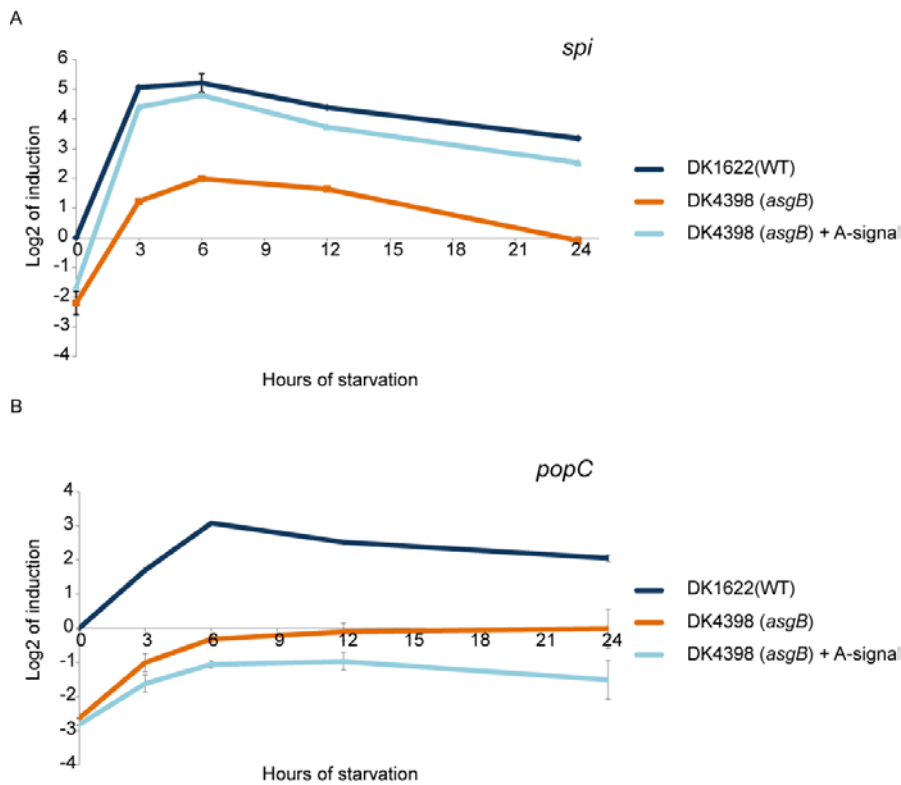 A
spi
6
5
4
3
2
1
0
-1
-2
-3
-4
0 3 6 9 12 15 18 21 24
Log2 of induction
Hours of starvation
DK1622(WT)
DK4398 (asgB)
DK4398 (asgB) + A-signal
B
popC
4
3
2
1
0
-1
-2
-3
-4
0 3 6 9 12 15 18 21 24
Log2 of induction
Hours of starvation
DK1622(WT)
DK4398 (asgB)
DK4398 (asgB) + A-signal